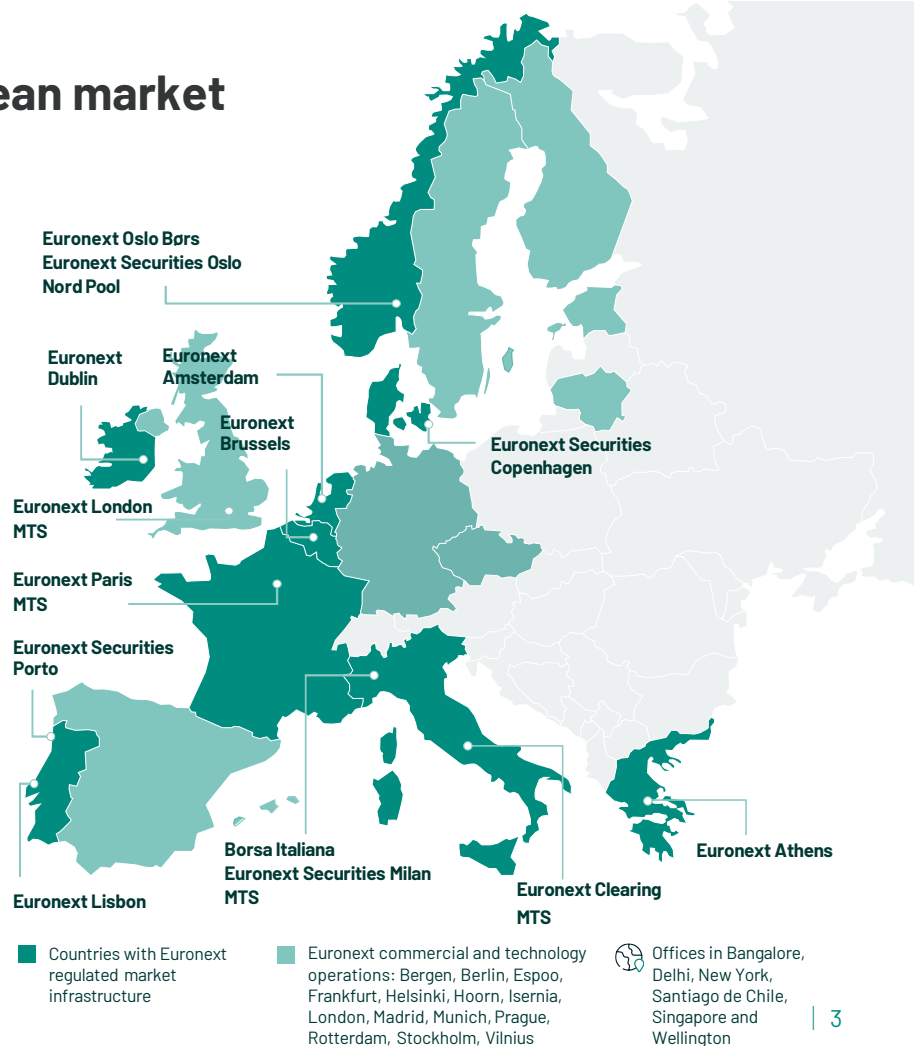 ean market
Euronext Oslo Børs
Euronext Securities Oslo
Nord Pool
Euronext
Dublin
Euronext
Amsterdam
Euronext
Brussels
Euronext Securities
Copenhagen
Euronext London
MTS
Euronext Paris
MTS
Euronext Securities
Porto
Borsa Italiana
Euronext Securities Milan
MTS
Euronext Athens
Euronext Clearing
MTS
Euronext Lisbon
Countries with Euronext
regulated market
infrastructure
Euronext commercial and technology
operations: Bergen, Berlin, Espoo,
Frankfurt, Helsinki, Hoorn, Isernia,
London, Madrid, Munich, Prague,
Rotterdam, Stockholm, Vilnius
Offices in Bangalore,
Delhi, New York,
Santiago de Chile,
Singapore and
Wellington
3